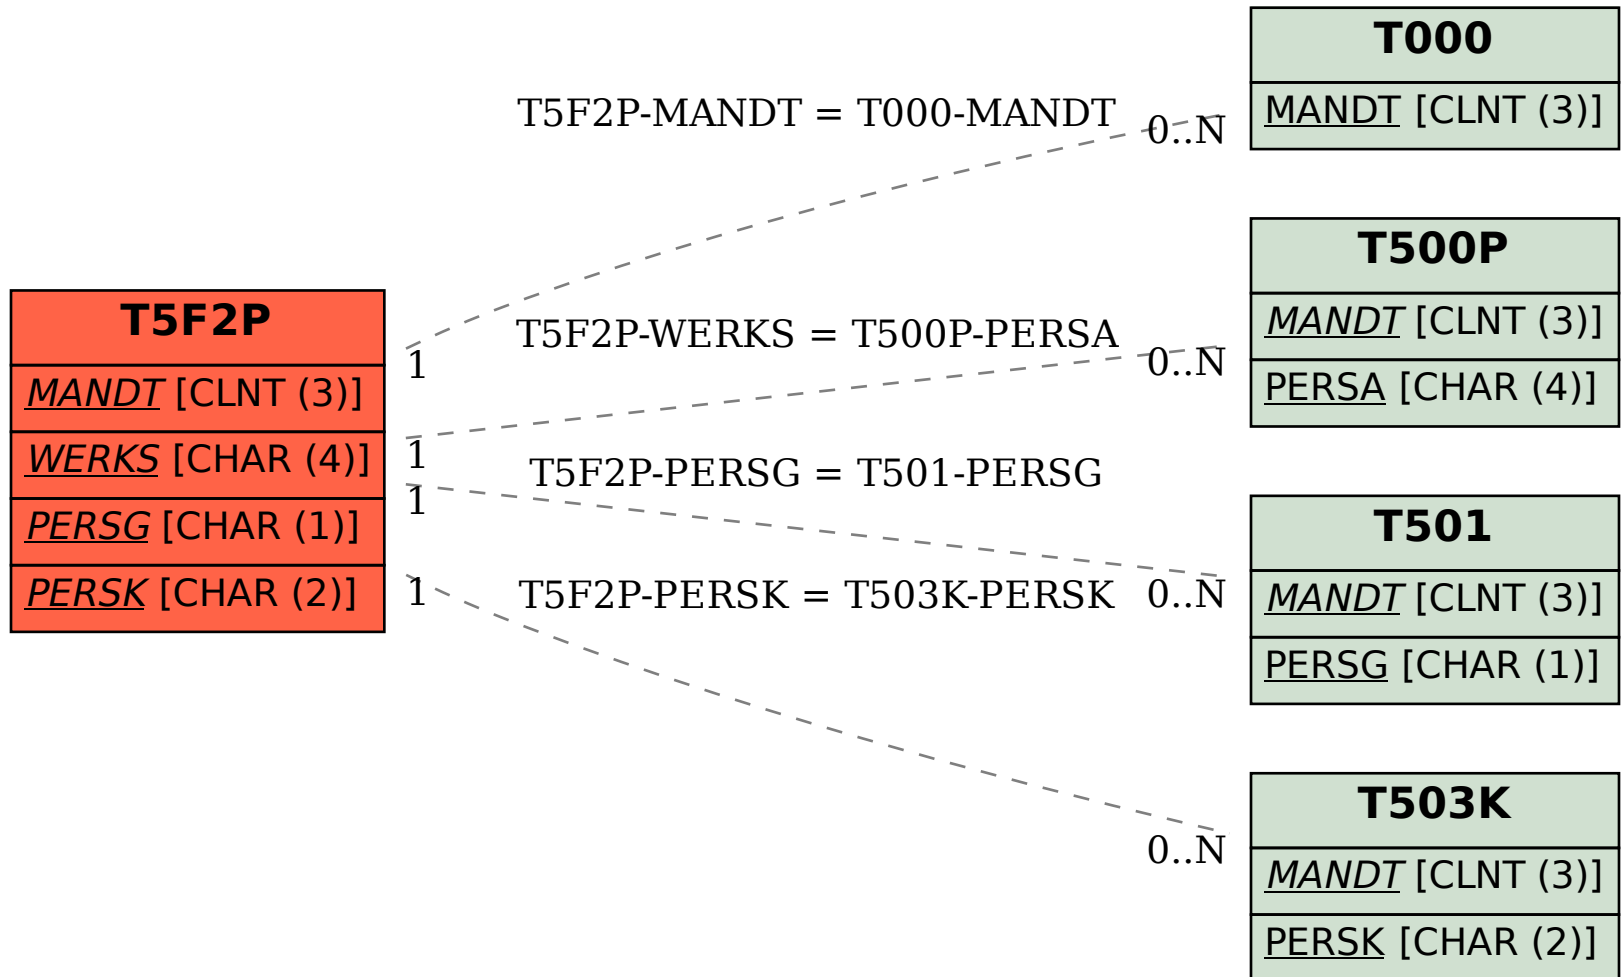 T5F2P
MANDT [CLNT (3)]
WERKS [CHAR (4)]
PERSG [CHAR (1)]
PERSK [CHAR (2)]
T5F2P-MANDT = T000-MANDT
1
0..N
T5F2P-WERKS = T500P-PERSA
1
0..N
T5F2P-PERSG = T501-PERSG
1
0..N
T5F2P-PERSK = T503K-PERSK
1
0..N
T000
MANDT [CLNT (3)]
T500P
MANDT [CLNT (3)]
PERSA [CHAR (4)]
T501
MANDT [CLNT (3)]
PERSG [CHAR (1)]
T503K
MANDT [CLNT (3)]
PERSK [CHAR (2)]